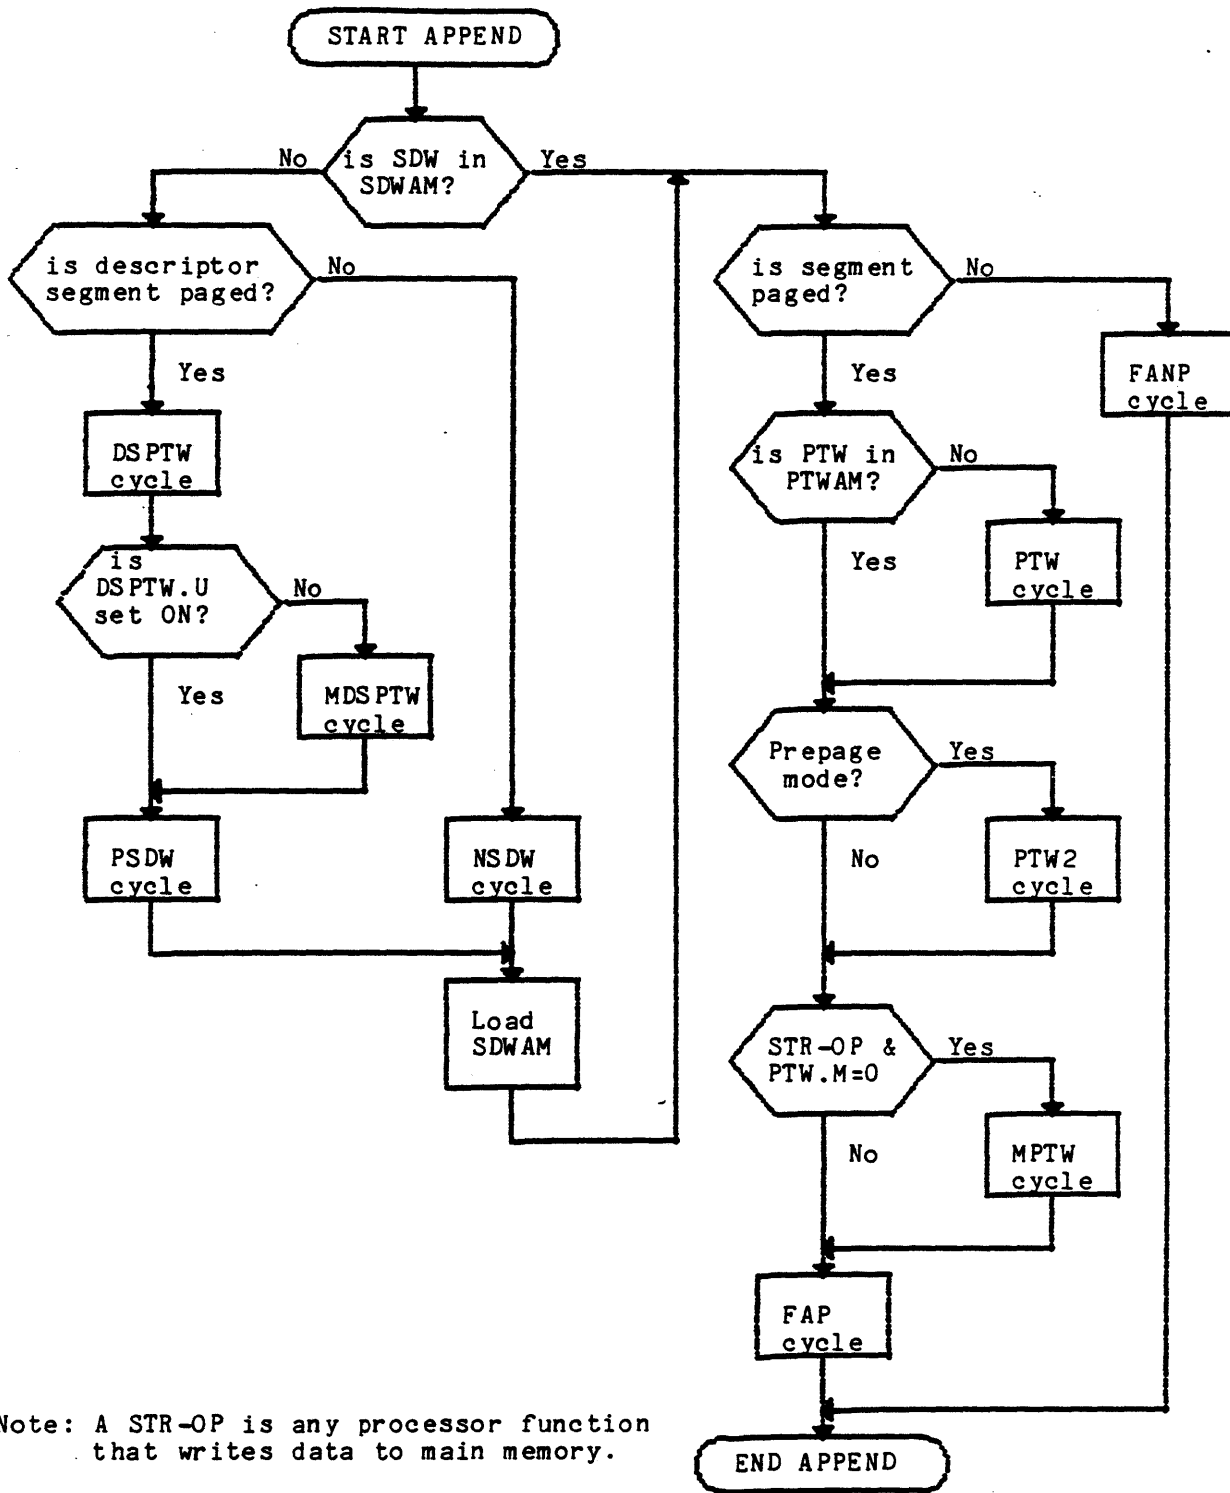 START APPEND
is SDW in
SDWAM?
No
Yes
is descriptor
segment paged?
No
Yes
DSPTW
cycle
is
DSPTW.U
set ON?
No
Yes
MDSPTW
cycle
PSDW
cycle
NSDW
cycle
Load
SDWAM
is segment
paged?
No
Yes
FANP
cycle
is PTW in
PTWAM?
No
Yes
PTW
cycle
Prepage
mode?
Yes
No
PTW2
cycle
STR-OP &
PTW.M=0
Yes
No
MPTW
cycle
FAP
cycle
END APPEND
Note: A STR-OP is any processor function
that writes data to main memory.